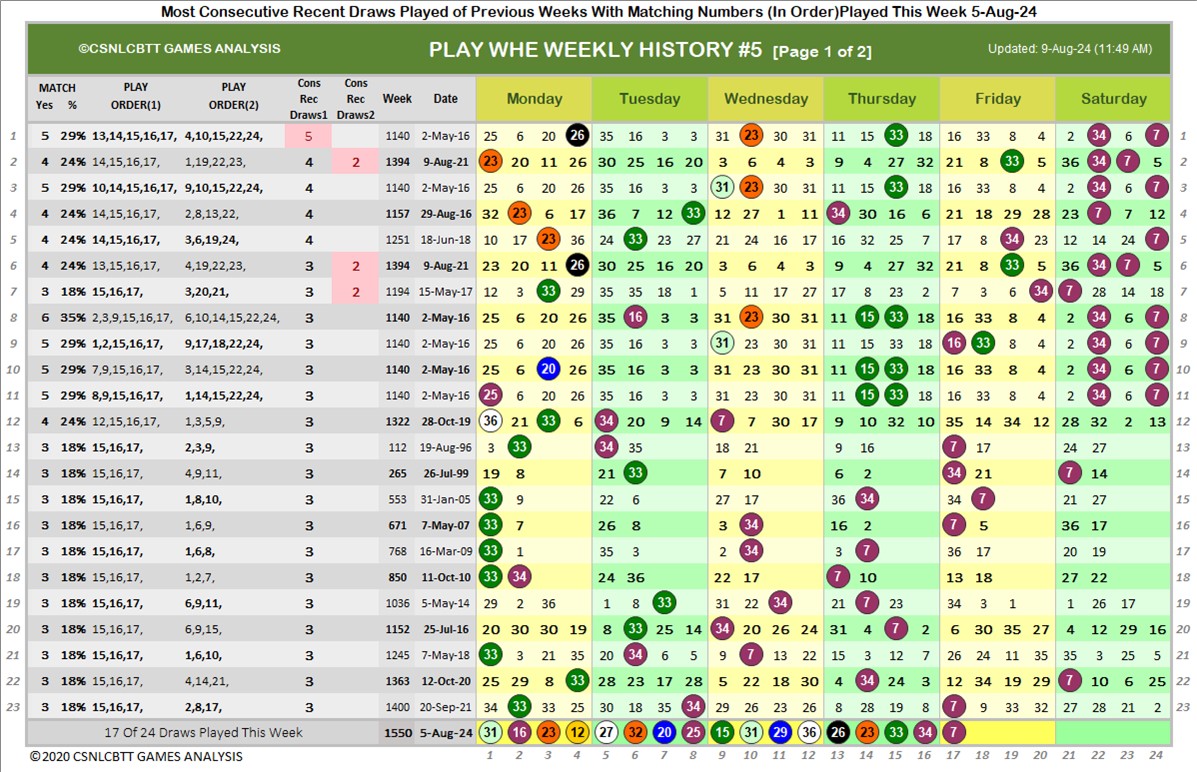 Most Consecutive Recent Draws Played of Previous Weeks With Matching Numbers (In Order)Played This Week 5-Aug-24
©CSNLCBTT GAMES ANALYSIS PLAY WHE WEEKLY HISTORY #5 [Page 1 of 2] Updated: 9-Aug-24 (11:49 AM)
MATCH Yes % PLAY ORDER(1) PLAY ORDER(2) Cons Rec Draws1 Cons Rec Draws2 Week Date Monday Tuesday Wednesday Thursday Friday Saturday
1 5 29% 13,14,15,16,17, 4,10,15,22,24, 5 1140 2-May-16 25 6 20 26 35 16 3 3 31 23 30 31 11 15 33 18 16 33 8 4 2 34 6 7 1
2 4 24% 14,15,16,17, 1,19,22,23, 4 2 1394 9-Aug-21 23 20 11 26 30 25 16 20 3 6 4 3 9 4 27 32 21 8 33 5 36 34 23 7 5 2
3 5 29% 10,14,15,16,17, 9,10,15,22,24, 4 1140 2-May-16 25 6 20 26 35 16 3 3 31 23 30 31 11 15 33 18 16 33 8 4 2 34 6 7 3
4 4 24% 14,15,16,17, 2,8,13,22, 4 1157 29-Aug-16 32 23 6 17 36 7 12 33 12 27 1 11 34 30 16 6 21 18 29 28 23 7 4 12 4
5 4 24% 14,15,16,17, 3,6,19,24, 4 1251 18-Jun-18 10 17 23 36 24 33 23 27 21 24 16 17 16 32 25 7 17 8 34 23 12 14 24 7 5
6 4 24% 13,15,16,17, 4,19,22,23, 3 2 1394 9-Aug-21 23 20 11 26 30 25 16 20 3 6 4 3 9 4 27 32 21 8 33 5 36 34 23 7 5 6
7 3 18% 15,16,17, 3,20,21, 3 2 1194 15-May-17 12 3 33 29 35 35 18 1 5 11 17 27 17 8 23 2 7 6 34 7 28 14 18 7
8 6 35% 2,3,9,15,16,17, 6,10,14,15,22,24, 3 1140 2-May-16 25 6 20 26 35 16 3 3 31 23 30 31 11 15 33 18 16 33 8 4 2 34 6 7 8
9 5 29% 1,2,15,16,17, 9,17,18,22,24, 3 1140 2-May-16 25 6 20 26 35 16 3 3 31 23 30 31 11 15 33 18 16 33 8 4 2 34 6 7 9
10 5 29% 7,9,15,16,17, 3,14,15,22,24, 3 1140 2-May-16 25 6 20 26 35 16 3 3 31 23 30 31 11 15 33 18 16 33 8 4 2 34 6 7 10
11 5 29% 8,9,15,16,17, 1,14,15,22,24, 3 1140 2-May-16 25 6 20 26 35 16 3 3 31 23 30 31 11 15 33 18 16 33 8 4 2 34 6 7 11
12 4 24% 12,15,16,17, 1,3,5,9, 3 1322 28-Oct-19 36 21 33 6 34 20 9 14 7 7 30 17 9 10 32 10 35 14 34 12 28 32 2 13 12
13 3 18% 15,16,17, 2,3,9, 3 112 19-Aug-96 3 33 34 35 18 21 9 16 7 17 24 27 13
14 3 18% 15,16,17, 4,9,11, 3 265 26-Jul-99 19 8 21 33 7 10 6 2 34 21 7 14 14
15 3 18% 15,16,17, 1,8,10, 3 553 31-Jan-05 33 9 22 6 27 17 36 34 34 7 21 27 15
16 3 18% 15,16,17, 1,6,9, 3 671 7-May-07 33 7 26 8 3 34 16 2 7 5 36 17 16
17 3 18% 15,16,17, 1,6,8, 3 768 16-Mar-09 33 1 35 3 2 34 3 7 36 17 20 19 17
18 3 18% 15,16,17, 1,2,7, 3 850 11-Oct-10 33 34 24 36 22 17 7 10 13 18 27 22 18
19 3 18% 15,16,17, 6,9,11, 3 1036 5-May-14 29 2 36 1 8 33 31 22 34 21 7 23 34 3 1 1 26 17 19
20 3 18% 15,16,17, 6,9,15, 3 1152 25-Jul-16 20 30 30 19 8 33 25 14 34 20 26 24 31 4 7 2 6 30 35 27 4 12 29 16 20
21 3 18% 15,16,17, 1,6,10, 3 1245 7-May-18 33 3 21 35 20 34 6 5 9 7 13 22 15 3 12 7 26 24 11 35 35 3 25 5 21
22 3 18% 15,16,17, 4,14,21, 3 1363 12-Oct-20 25 29 8 33 28 23 17 28 5 22 18 30 4 34 24 3 12 34 19 29 7 10 6 25 22
23 3 18% 15,16,17, 2,8,17, 3 1400 20-Sep-21 34 33 33 25 30 18 35 34 29 26 23 26 8 28 19 8 7 9 33 32 27 28 21 2 23
17 Of 24 Draws Played This Week 1550 5-Aug-24 31 16 23 12 27 32 20 25 15 31 29 36 26 23 33 34 7
© 2020 CSNLCBTT GAMES ANALYSIS 1 2 3 4 5 6 7 8 9 10 11 12 13 14 15 16 17 18 19 20 21 22 23 24